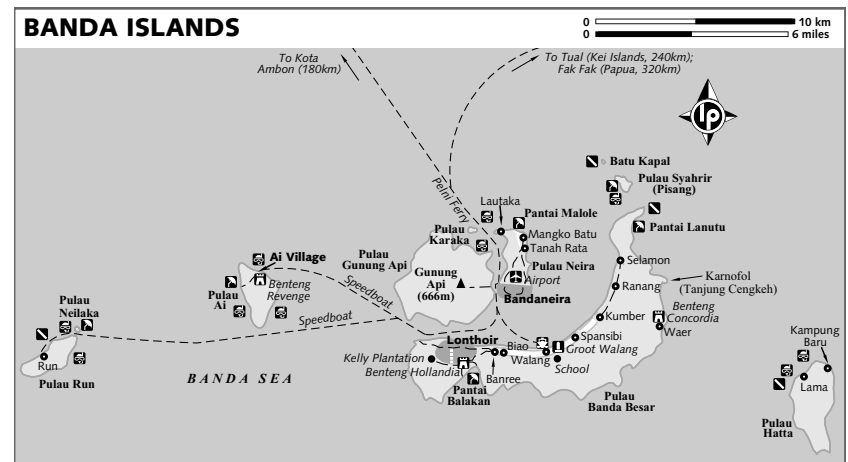 BANDA ISLANDS
0 10 km
0 6 miles
To Kota
Ambon (180km)
To Tual (Kei Islands, 240km);
Fak Fak (Papua, 320km)
lp
Batu Kapal
Pulau Syahrir
(Pisang)
Pelni Ferry
Lautaka
Pantai Malole
Pantai Lanutu
Pulau
Karaka
Mangko Batu
Tanah Rata
Pulau
Gunung Api
Ai Village
Selamon
Gunung
Api
(666m)
Pulau Neira
Airport
Karnofol
(Tanjung Cengkeh)
Benteng
Revenge
Speedboat
Ranang
Bandaneira
Pulau
Ai
Pulau
Neilaka
Speedboat
Kumber
Benteng
Concordia
Waer
Kampung
Baru
Lonthoir
Spansibi
Biao
Groot Walang
Kelly Plantation
Walang
Run
Benteng Hollandia
School
Banree
Pulau Run
BANDA SEA
Pantai
Balakan
Pulau
Banda Besar
Lama
Pulau
Hatta